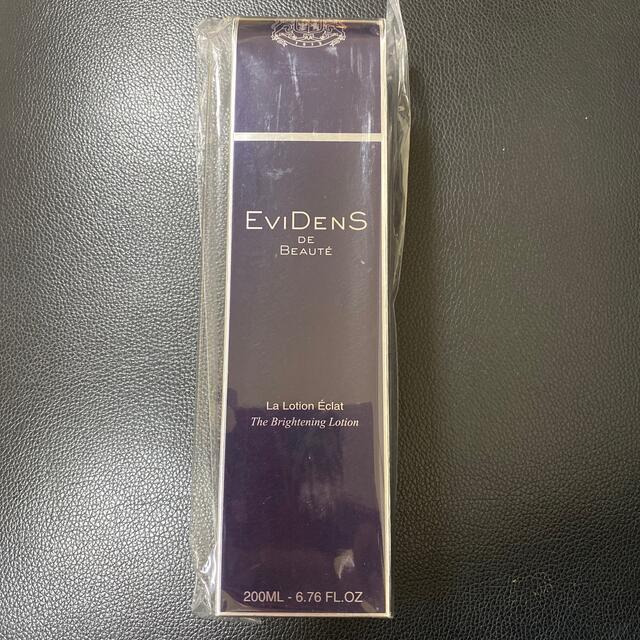 EviDenS
DE
BEAUTÉ
La Lotion Éclat
The Brightening Lotion
200ML - 6.76 FL.OZ